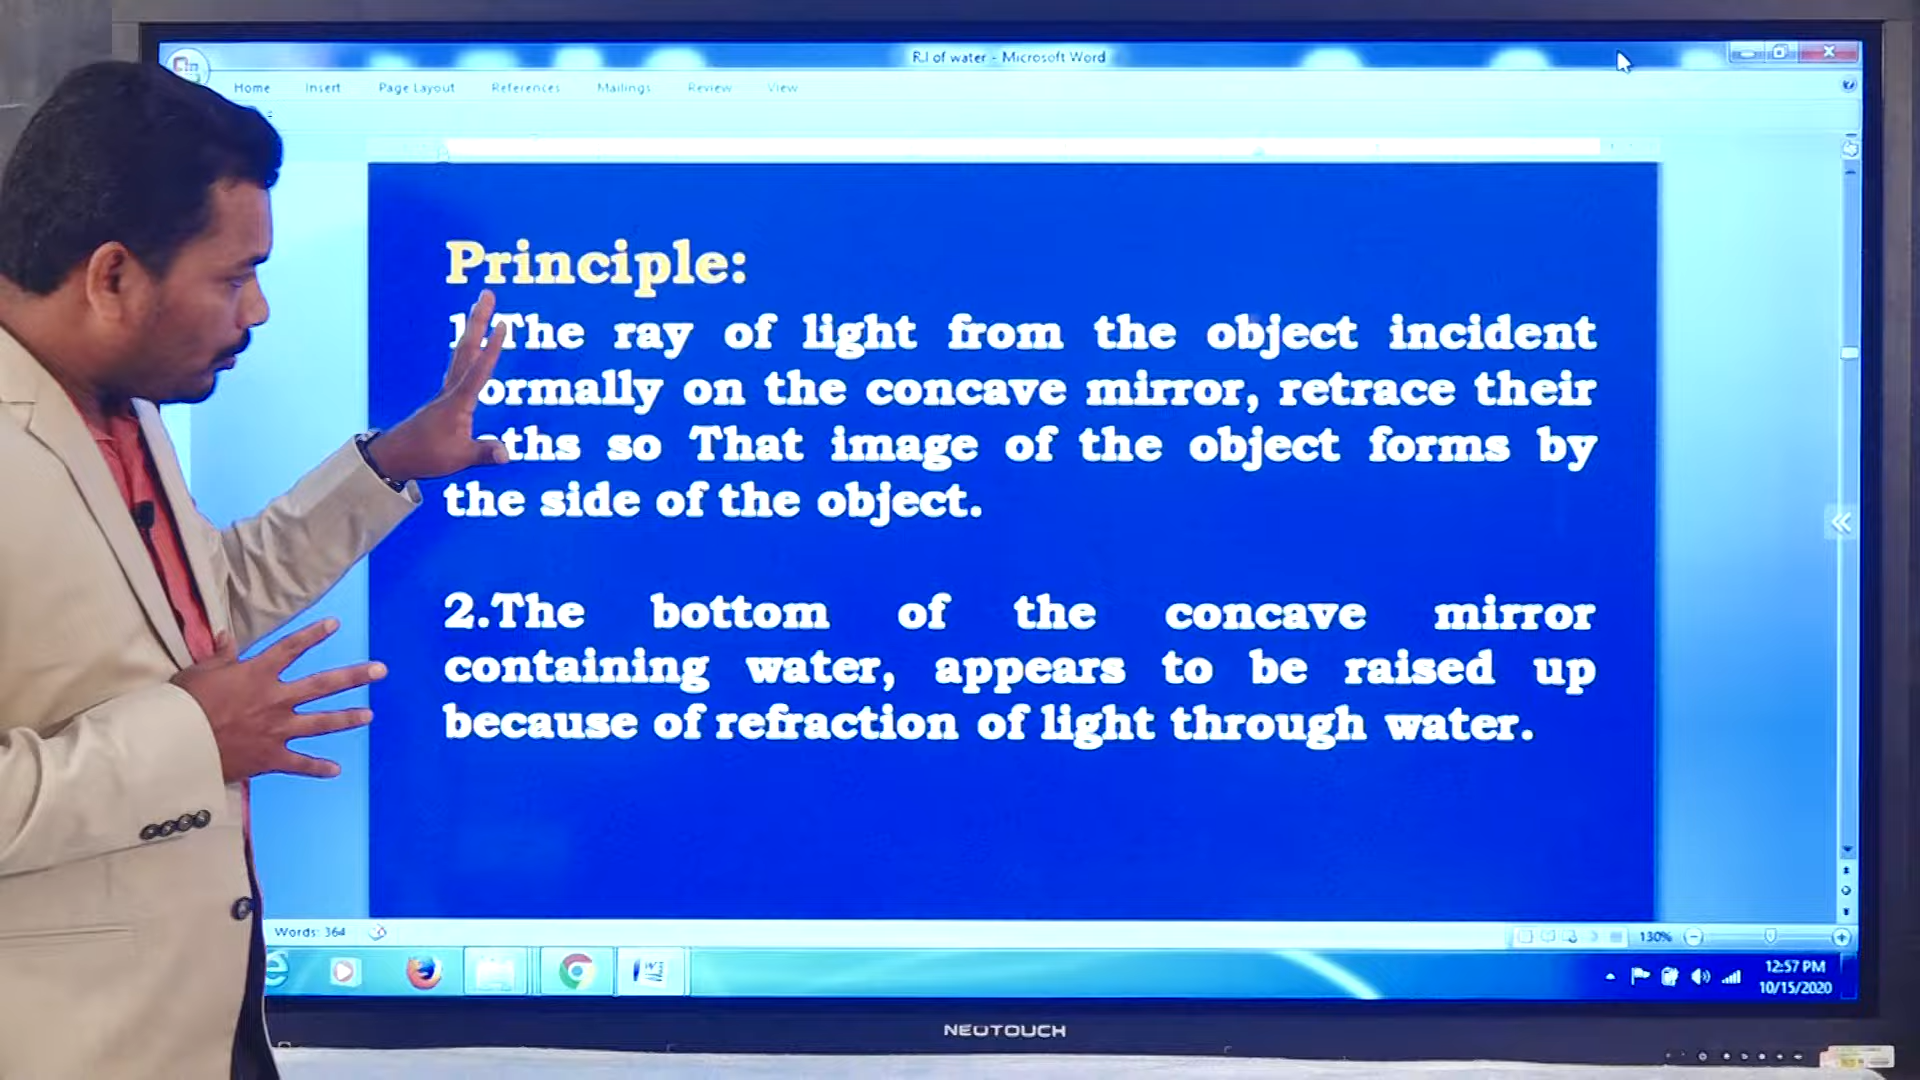 R.I of water - Microsoft Word
Home Insert Page Layout References Mailings Review View
Principle:
1.The ray of light from the object incident
ormally on the concave mirror, retrace their
aths so That image of the object forms by
the side of the object.
2.The bottom of the concave mirror
containing water, appears to be raised up
because of refraction of light through water.
Words: 364
130%
12:57 PM
10/15/2020
NEOTOUCH